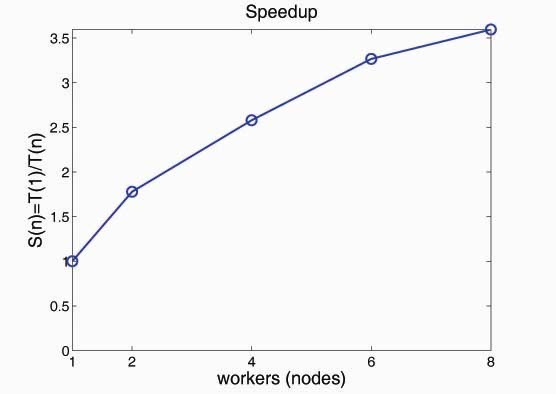 Speedup
3.5
3
2.5
2
1.5
1
0.5
0
S(n)=T(1)/T(n)
1 2 4 6 8
workers (nodes)